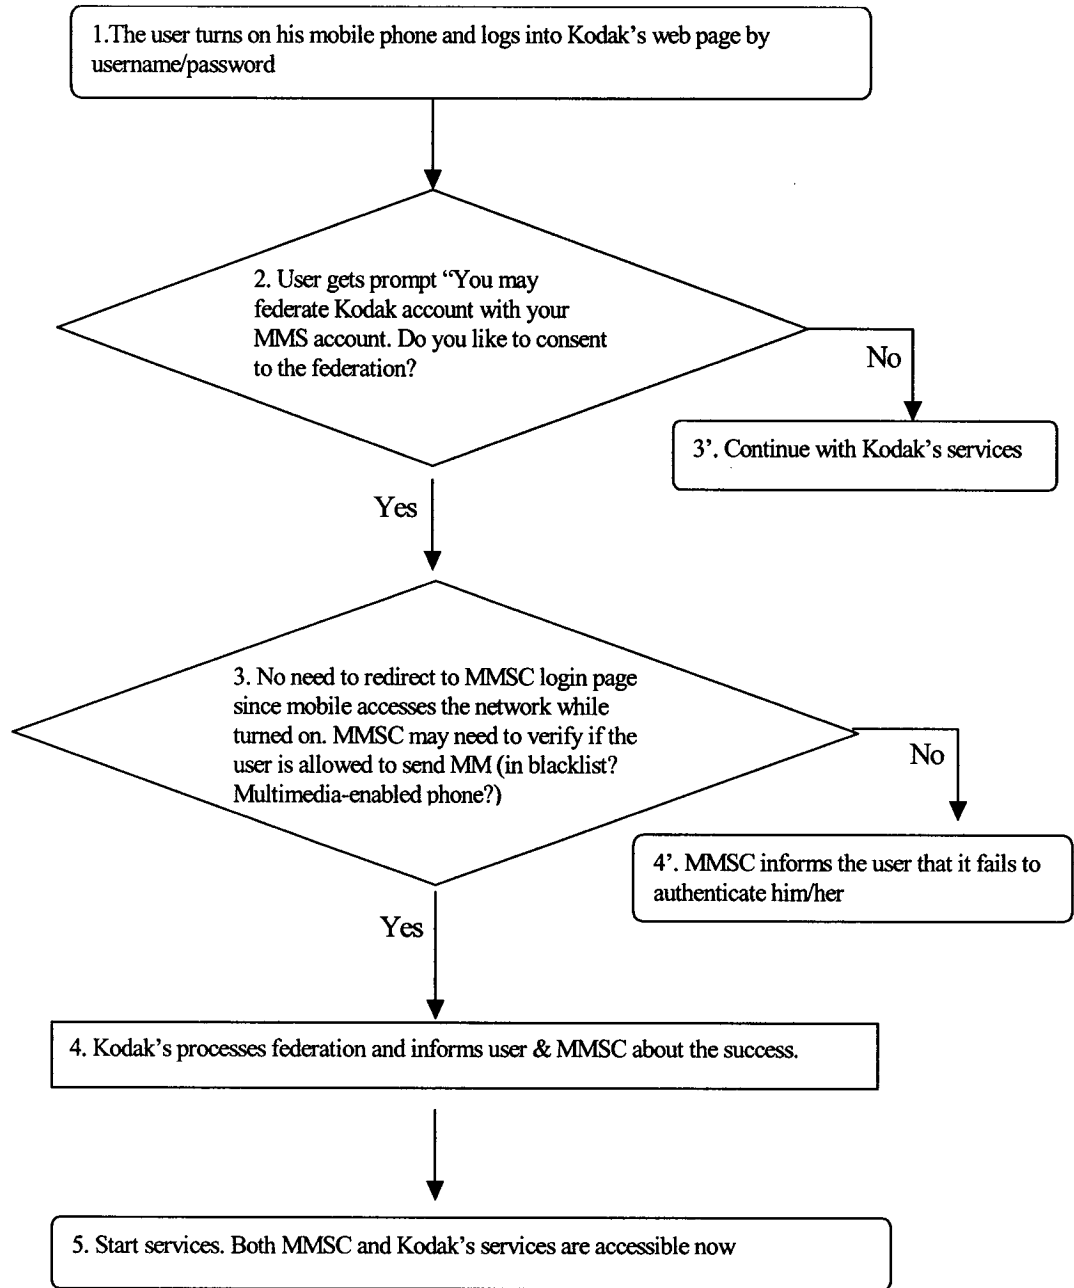 1.The user turns on his mobile phone and logs into Kodak's web page by
username/password
2. User gets prompt “You may
federate Kodak account with your
MMS account. Do you like to consent
to the federation?
No
3’. Continue with Kodak’s services
Yes
3. No need to redirect to MMSC login page
since mobile accesses the network while
turned on. MMSC may need to verify if the
user is allowed to send MM (in blacklist?
Multimedia-enabled phone?)
No
4’. MMSC informs the user that it fails to
authenticate him/her
Yes
4. Kodak’s processes federation and informs user & MMSC about the success.
5. Start services. Both MMSC and Kodak’s services are accessible now